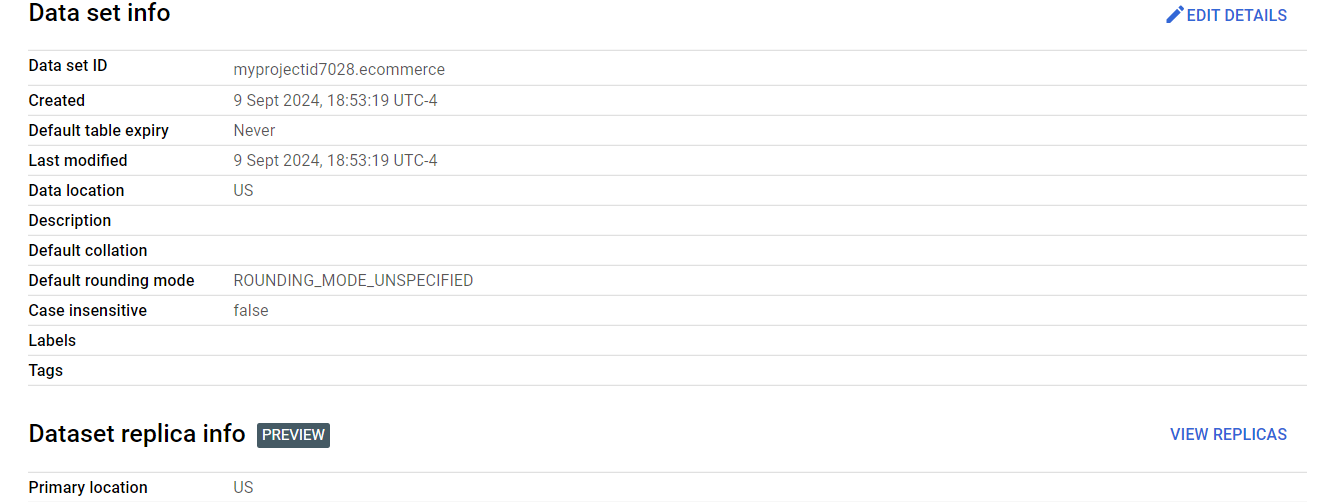 Data set info
EDIT DETAILS
Data set ID myprojectid7028.ecommerce
Created 9 Sept 2024, 18:53:19 UTC-4
Default table expiry Never
Last modified 9 Sept 2024, 18:53:19 UTC-4
Data location US
Description
Default collation
Default rounding mode ROUNDING_MODE_UNSPECIFIED
Case insensitive false
Labels
Tags
Dataset replica info PREVIEW
VIEW REPLICAS
Primary location US